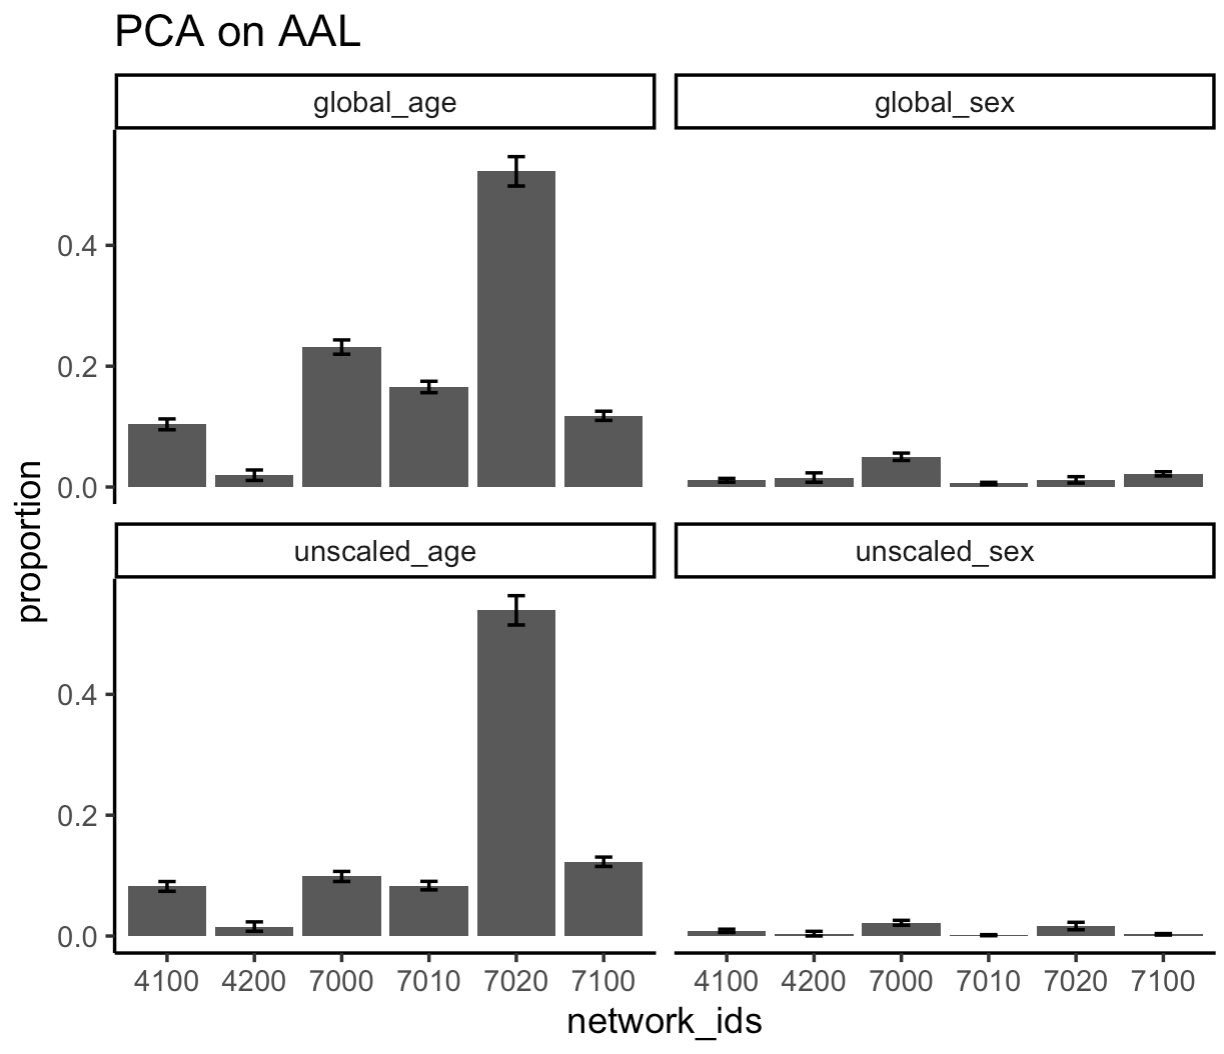 PCA on AAL
global_age
global_sex
0.4
0.2
0.0
proportion
unscaled_age
unscaled_sex
0.4
0.2
0.0
4100 4200 7000 7010 7020 7100
4100 4200 7000 7010 7020 7100
network_ids